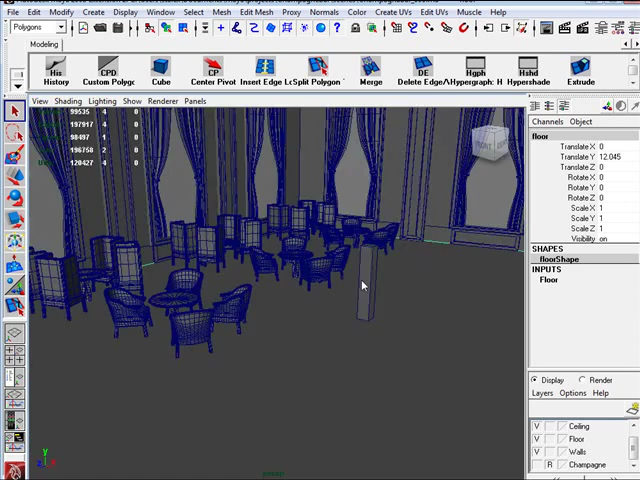 Edit Modify Create Display Window Assets Select Mesh Edit Mesh Proxy Normals Color Create UVs Edit UVs Muscle Help
Polygons
Modeling
His CPD CP DE Hgph Hshd
History Custom Polygo Cube Center Pivot Insert Edge Lo Split Polygon Merge Delete Edge/ Hypergraph: H Hypershade Extrude
View Shading Lighting Show Renderer Panels
Channels Object
99535 4 0
197917 4 0
98497 1 0
196758 2 0
120427 4 0
FRONT
floor
Translate X 0
Translate Y 12.045
Translate Z 0
Rotate X 0
Rotate Y 0
Rotate Z 0
Scale X 1
Scale Y 1
Scale Z 1
Visibility on
SHAPES
floorShape
INPUTS
Floor
Display Render
Layers Options Help
V Ceiling
V Floor
V Walls
R Champagne
y
z
persp